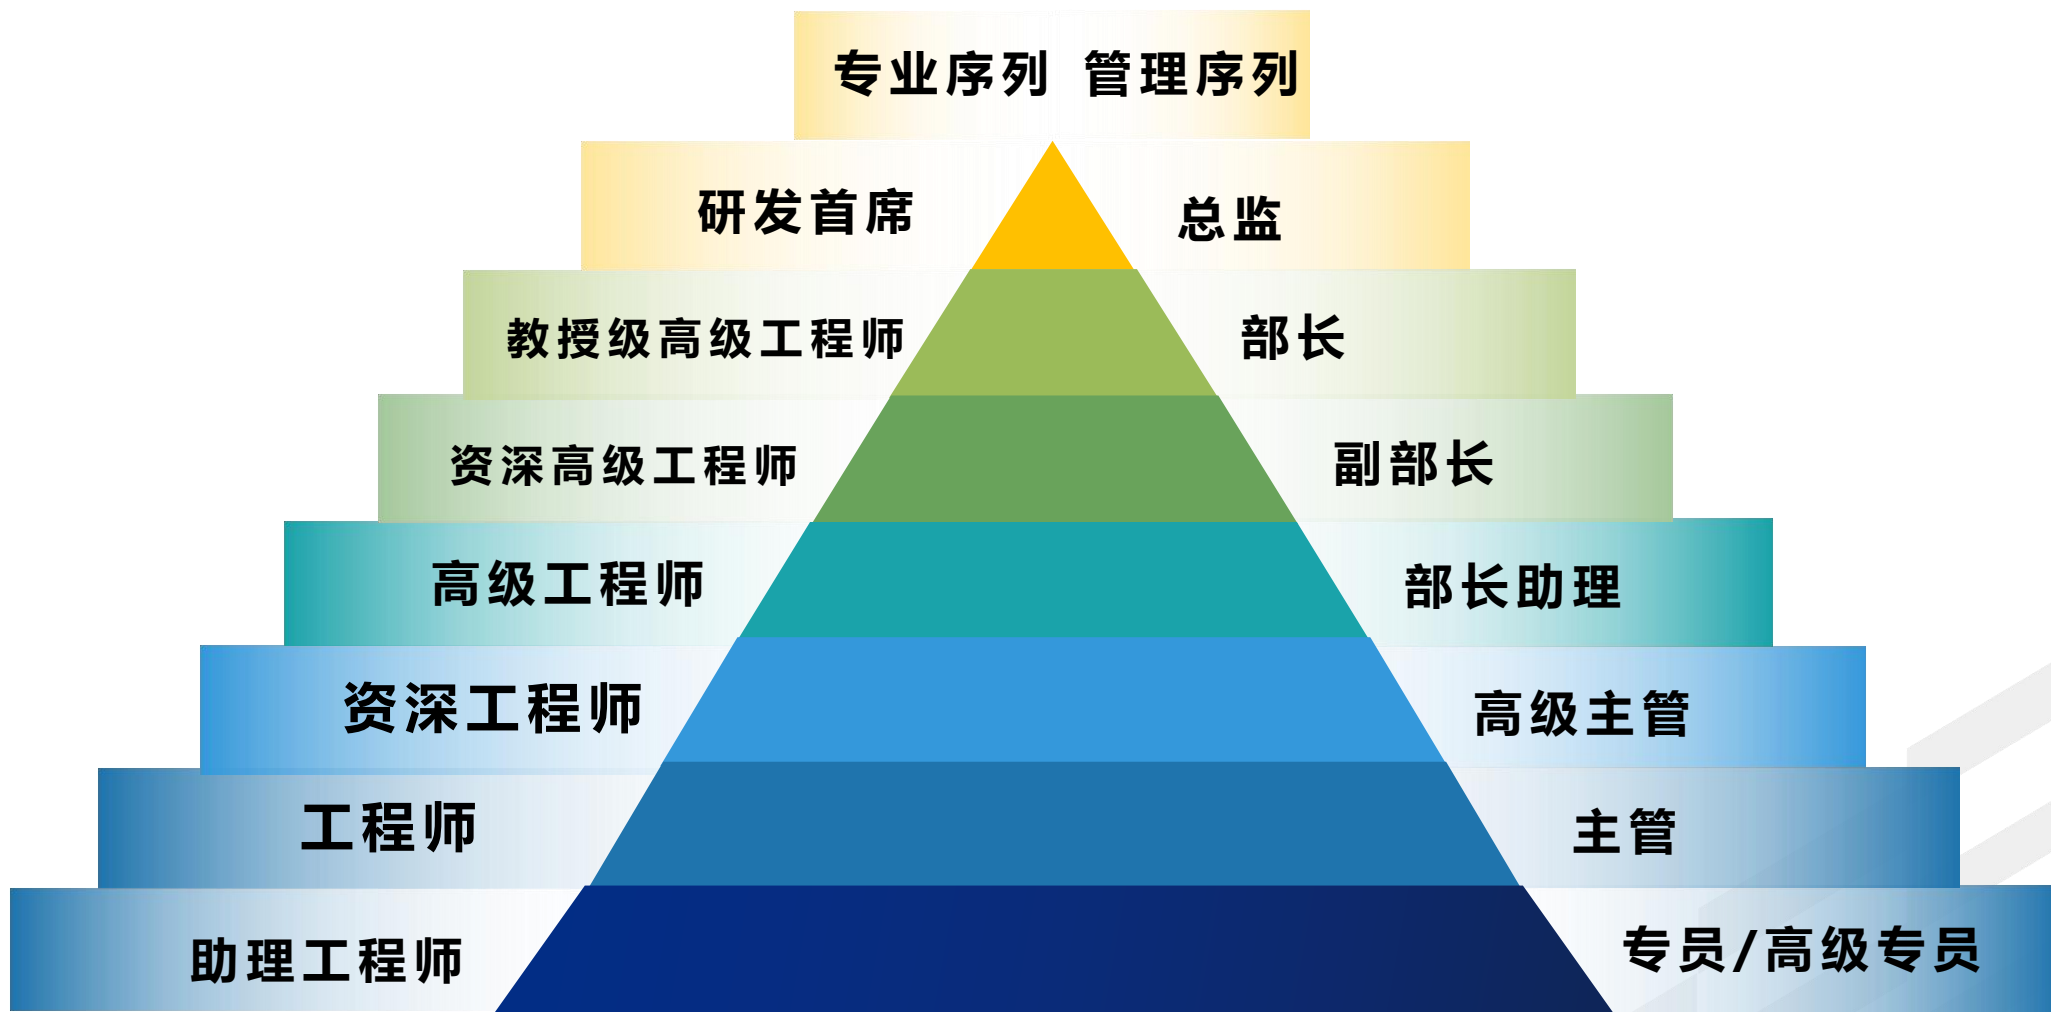 专业序列 管理序列
研发首席 总监
教授级高级工程师 部长
资深高级工程师 副部长
高级工程师 部长助理
资深工程师 高级主管
工程师 主管
助理工程师 专员/高级专员